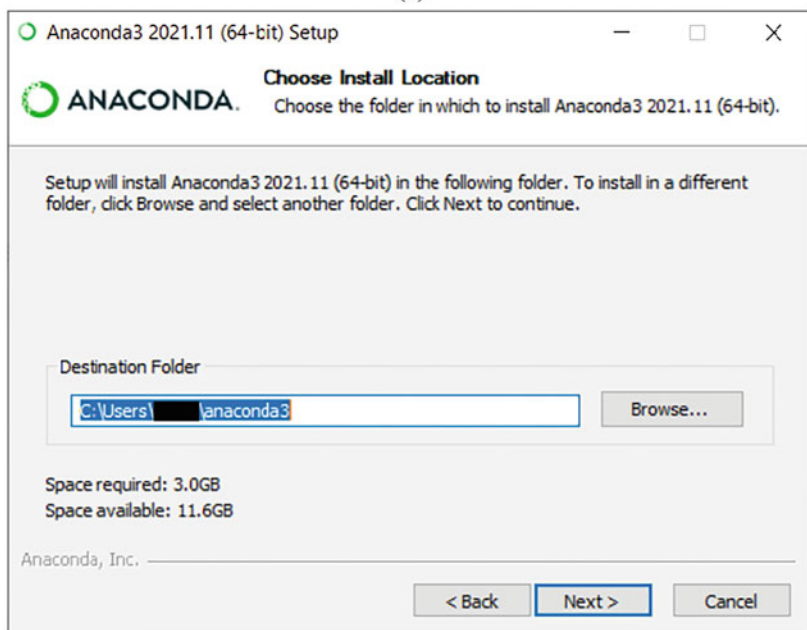 Anaconda3 2021.11 (64-bit) Setup
ANACONDA.
Choose Install Location
Choose the folder in which to install Anaconda3 2021.11 (64-bit).
Setup will install Anaconda3 2021.11 (64-bit) in the following folder. To install in a different
folder, click Browse and select another folder. Click Next to continue.
Destination Folder
C:\Users\ \anaconda3
Browse...
Space required: 3.0GB
Space available: 11.6GB
Anaconda, Inc.
< Back
Next >
Cancel